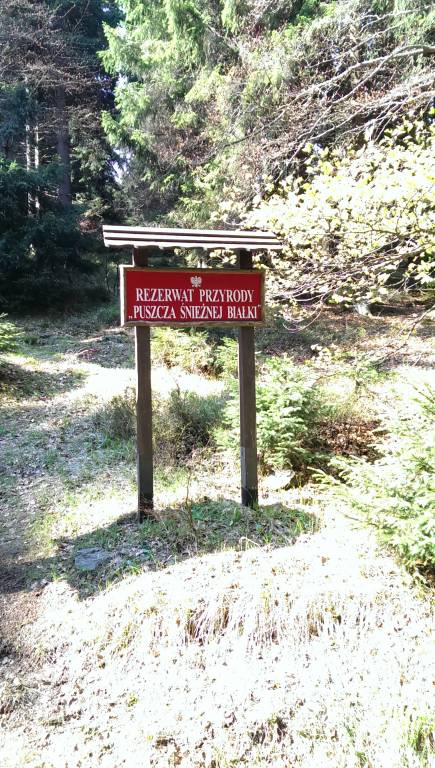 REZERWAT PRZYRODY
„PUSZCZA ŚNIEŻNEJ BIAŁKI"